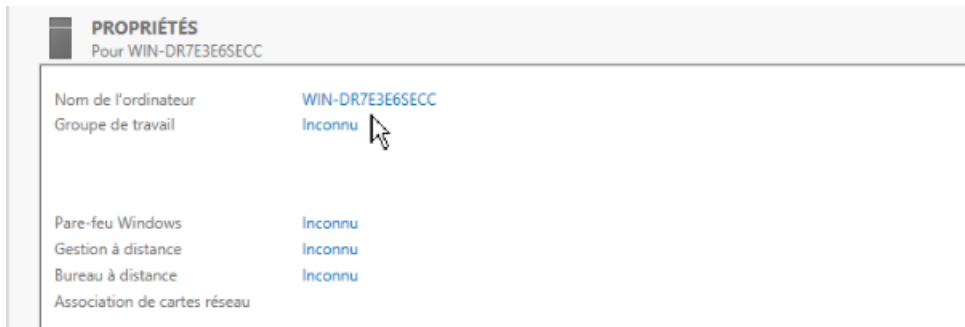 PROPRIÉTÉS
Pour WIN-DR7E3E6SECC
Nom de l'ordinateur WIN-DR7E3E6SECC
Groupe de travail Inconnu
Pare-feu Windows Inconnu
Gestion à distance Inconnu
Bureau à distance Inconnu
Association de cartes réseau